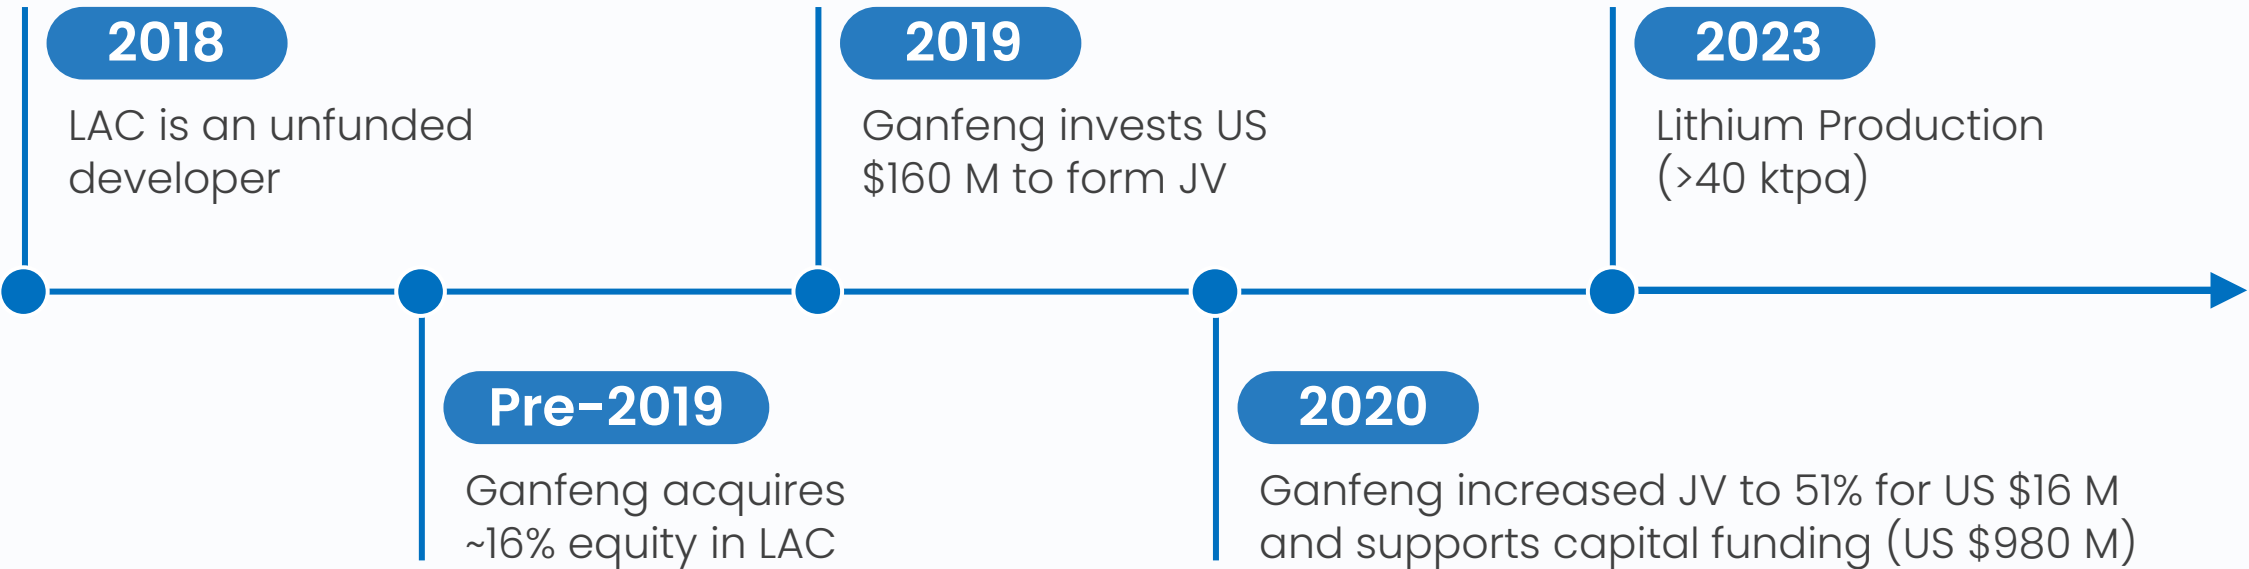 2018
LAC is an unfunded
developer
Pre-2019
Ganfeng acquires
~16% equity in LAC
2019
Ganfeng invests US
$160 M to form JV
2020
Ganfeng increased JV to 51% for US $16 M
and supports capital funding (US $980 M)
2023
Lithium Production
(>40 ktpa)